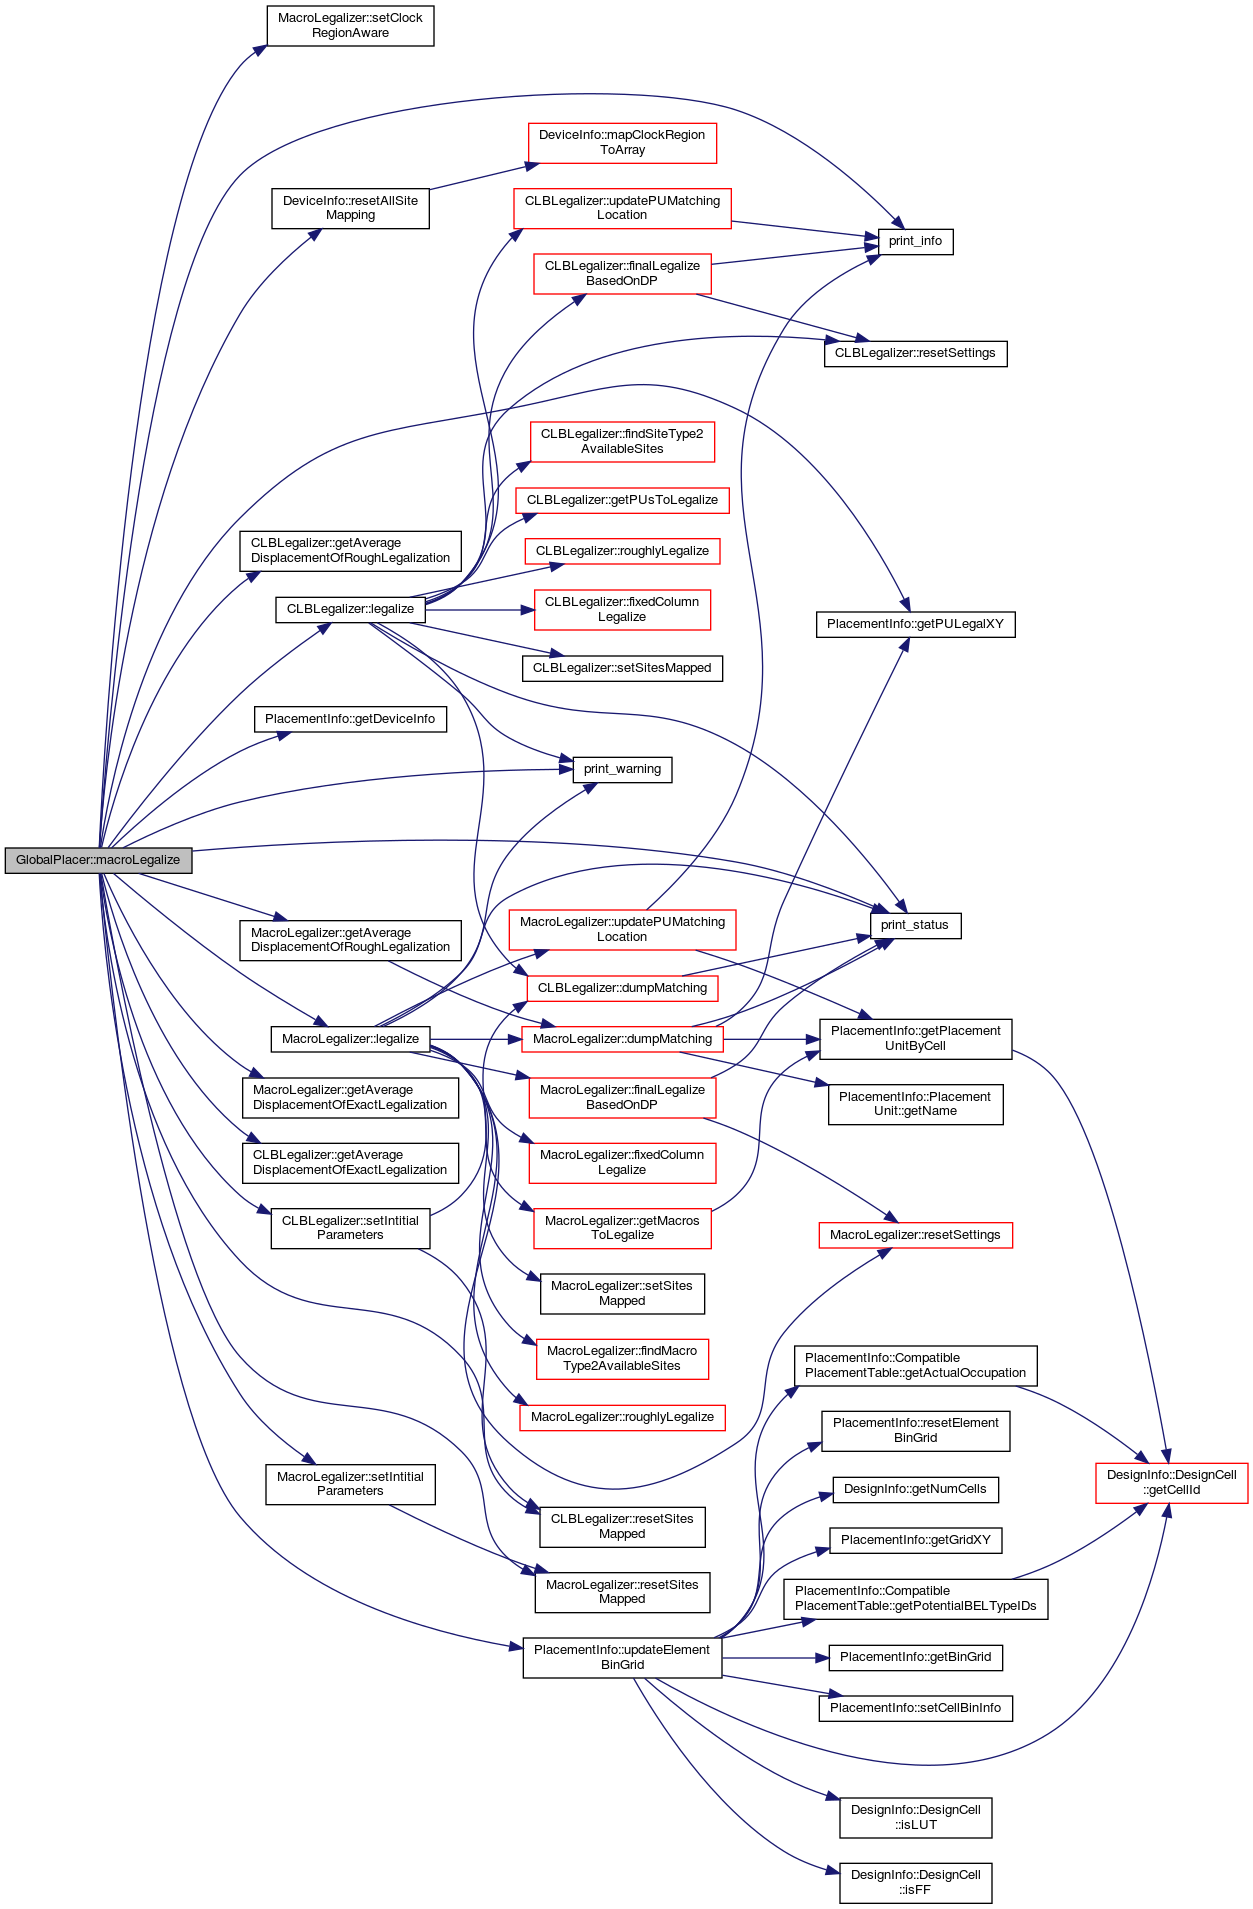 MacroLegalizer::setClock
RegionAware
DeviceInfo::mapClockRegion
ToArray
DeviceInfo::resetAllSite
Mapping
CLBLegalizer::updatePUMatching
Location
print_info
CLBLegalizer::finalLegalize
BasedOnDP
CLBLegalizer::resetSettings
CLBLegalizer::findSiteType2
AvailableSites
CLBLegalizer::getPUsToLegalize
CLBLegalizer::getAverage
DisplacementOfRoughLegalization
CLBLegalizer::roughlyLegalize
CLBLegalizer::legalize
CLBLegalizer::fixedColumn
Legalize
PlacementInfo::getPULegalXY
CLBLegalizer::setSitesMapped
PlacementInfo::getDeviceInfo
print_warning
GlobalPlacer::macroLegalize
MacroLegalizer::getAverage
DisplacementOfRoughLegalization
MacroLegalizer::updatePUMatching
Location
print_status
CLBLegalizer::dumpMatching
MacroLegalizer::legalize
MacroLegalizer::dumpMatching
PlacementInfo::getPlacement
UnitByCell
MacroLegalizer::getAverage
DisplacementOfExactLegalization
MacroLegalizer::finalLegalize
BasedOnDP
PlacementInfo::Placement
Unit::getName
CLBLegalizer::getAverage
DisplacementOfExactLegalization
MacroLegalizer::fixedColumn
Legalize
CLBLegalizer::setIntitial
Parameters
MacroLegalizer::getMacros
ToLegalize
MacroLegalizer::resetSettings
MacroLegalizer::setSites
Mapped
MacroLegalizer::findMacro
Type2AvailableSites
PlacementInfo::Compatible
PlacementTable::getActualOccupation
MacroLegalizer::roughlyLegalize
PlacementInfo::resetElement
BinGrid
MacroLegalizer::setIntitial
Parameters
DesignInfo::getNumCells
DesignInfo::DesignCell
::getCellId
CLBLegalizer::resetSites
Mapped
PlacementInfo::getGridXY
MacroLegalizer::resetSites
Mapped
PlacementInfo::Compatible
PlacementTable::getPotentialBELTypeIDs
PlacementInfo::updateElement
BinGrid
PlacementInfo::getBinGrid
PlacementInfo::setCellBinInfo
DesignInfo::DesignCell
::isLUT
DesignInfo::DesignCell
::isFF